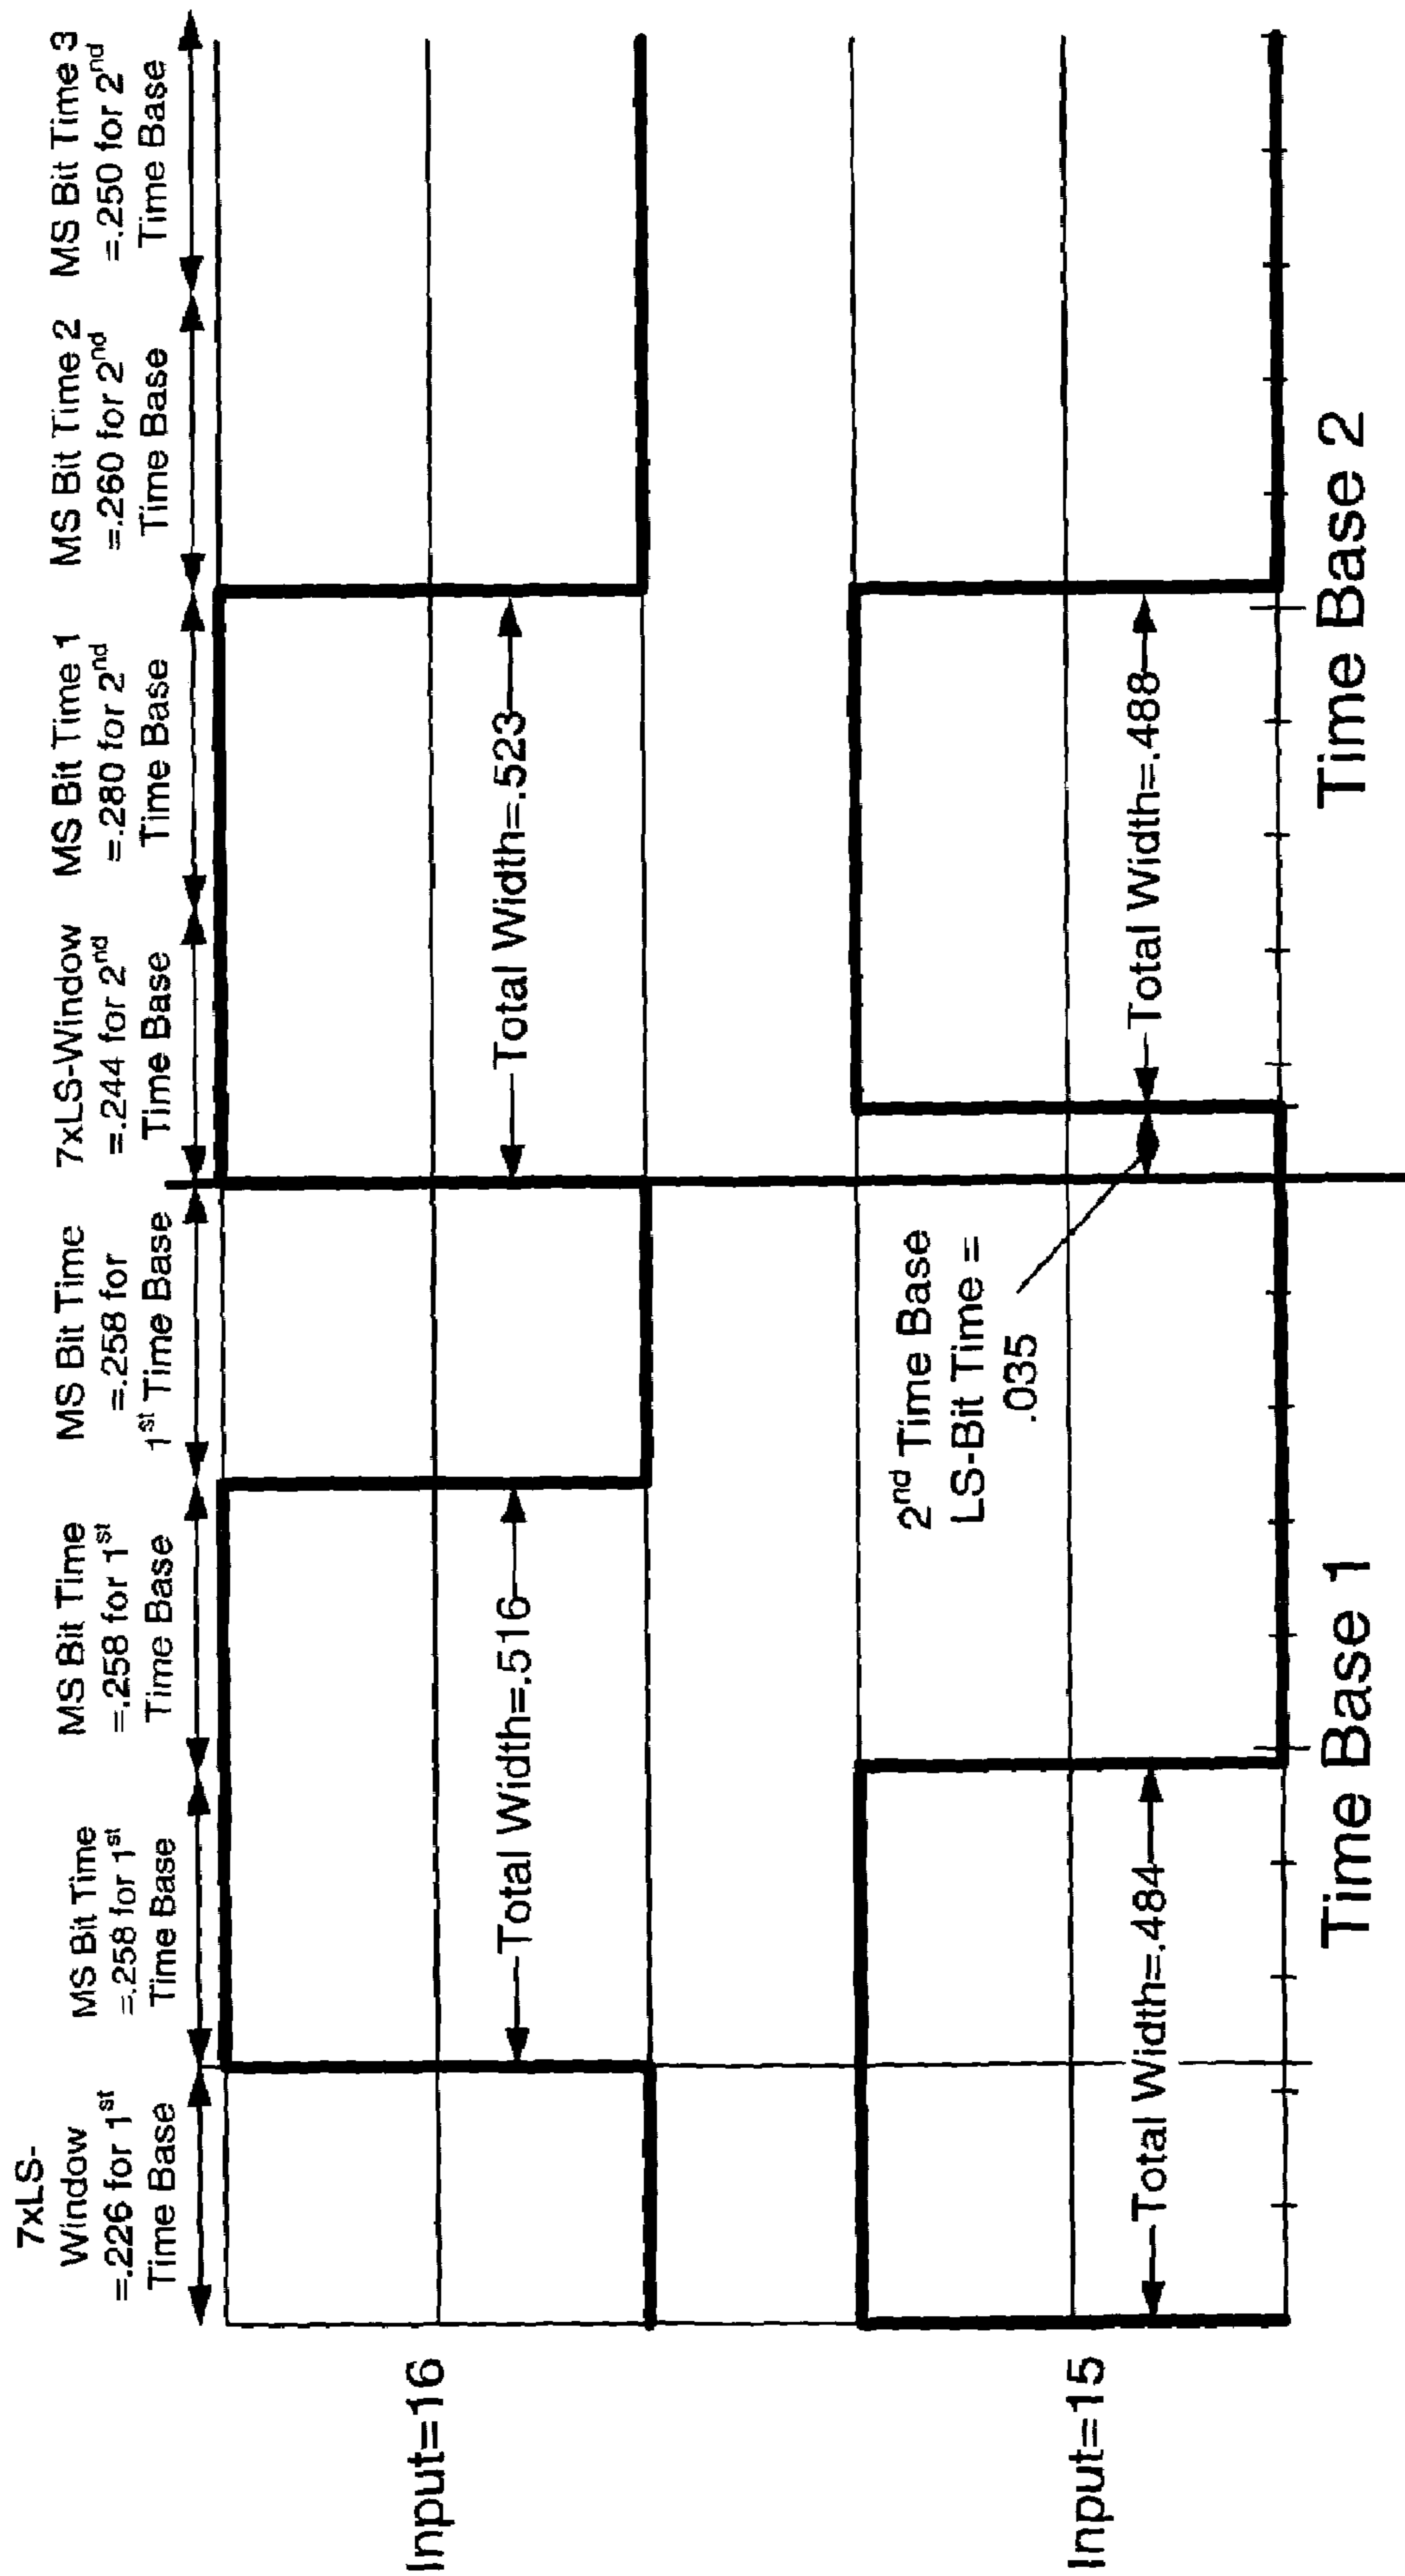 7xLS-
Window
=.226 for 1st
Time Base
MS Bit Time
=.258 for 1st
Time Base
MS Bit Time
=.258 for 1st
Time Base
MS Bit Time
=.258 for
1st Time Base
7xLS-Window
=.244 for 2nd
Time Base
MS Bit Time 1
=.280 for 2nd
Time Base
MS Bit Time 2
=.260 for 2nd
Time Base
MS Bit Time 3
=.250 for 2nd
Time Base
Input=16
Total Width=.516
Total Width=.523
Input=15
Total Width=.484
2nd Time Base
LS-Bit Time =
.035
Total Width=.488
Time Base 1
Time Base 2